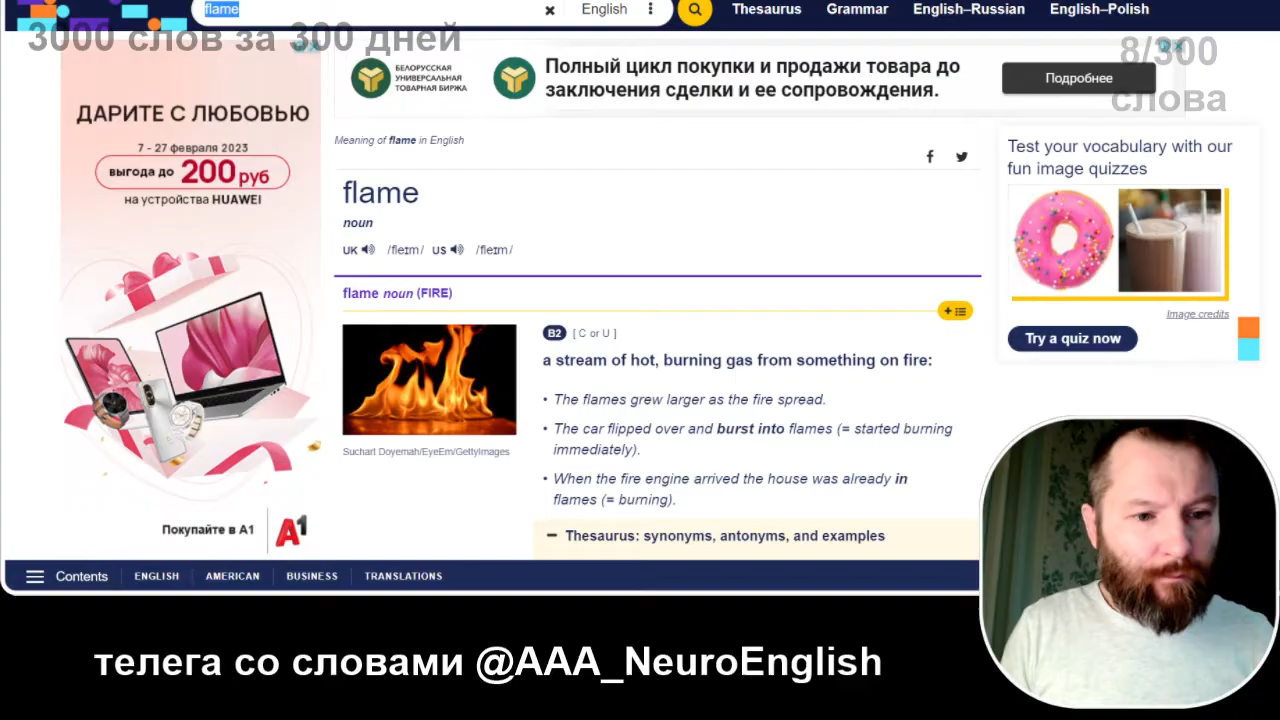 flame
English
Thesaurus
Grammar
English–Russian
English–Polish
3000 слов за 300 дней
8/300
слова
ДАРИТЕ С ЛЮБОВЬЮ
7 - 27 февраля 2023
выгода до 200 руб
на устройства HUAWEI
Покупайте в А1
A1
БЕЛОРУССКАЯ
УНИВЕРСАЛЬНАЯ
ТОВАРНАЯ БИРЖА
Полный цикл покупки и продажи товара до
заключения сделки и ее сопровождения.
Подробнее
Meaning of flame in English
flame
noun
UK /fleɪm/ US /fleɪm/
flame noun (FIRE)
Suchart Doyemah/EyeEm/GettyImages
B2 [ C or U ]
a stream of hot, burning gas from something on fire:
• The flames grew larger as the fire spread.
• The car flipped over and burst into flames (= started burning
immediately).
• When the fire engine arrived the house was already in
flames (= burning).
Thesaurus: synonyms, antonyms, and examples
Test your vocabulary with our
fun image quizzes
Image credits
Try a quiz now
Contents
ENGLISH
AMERICAN
BUSINESS
TRANSLATIONS
телега со словами @AAA_NeuroEnglish